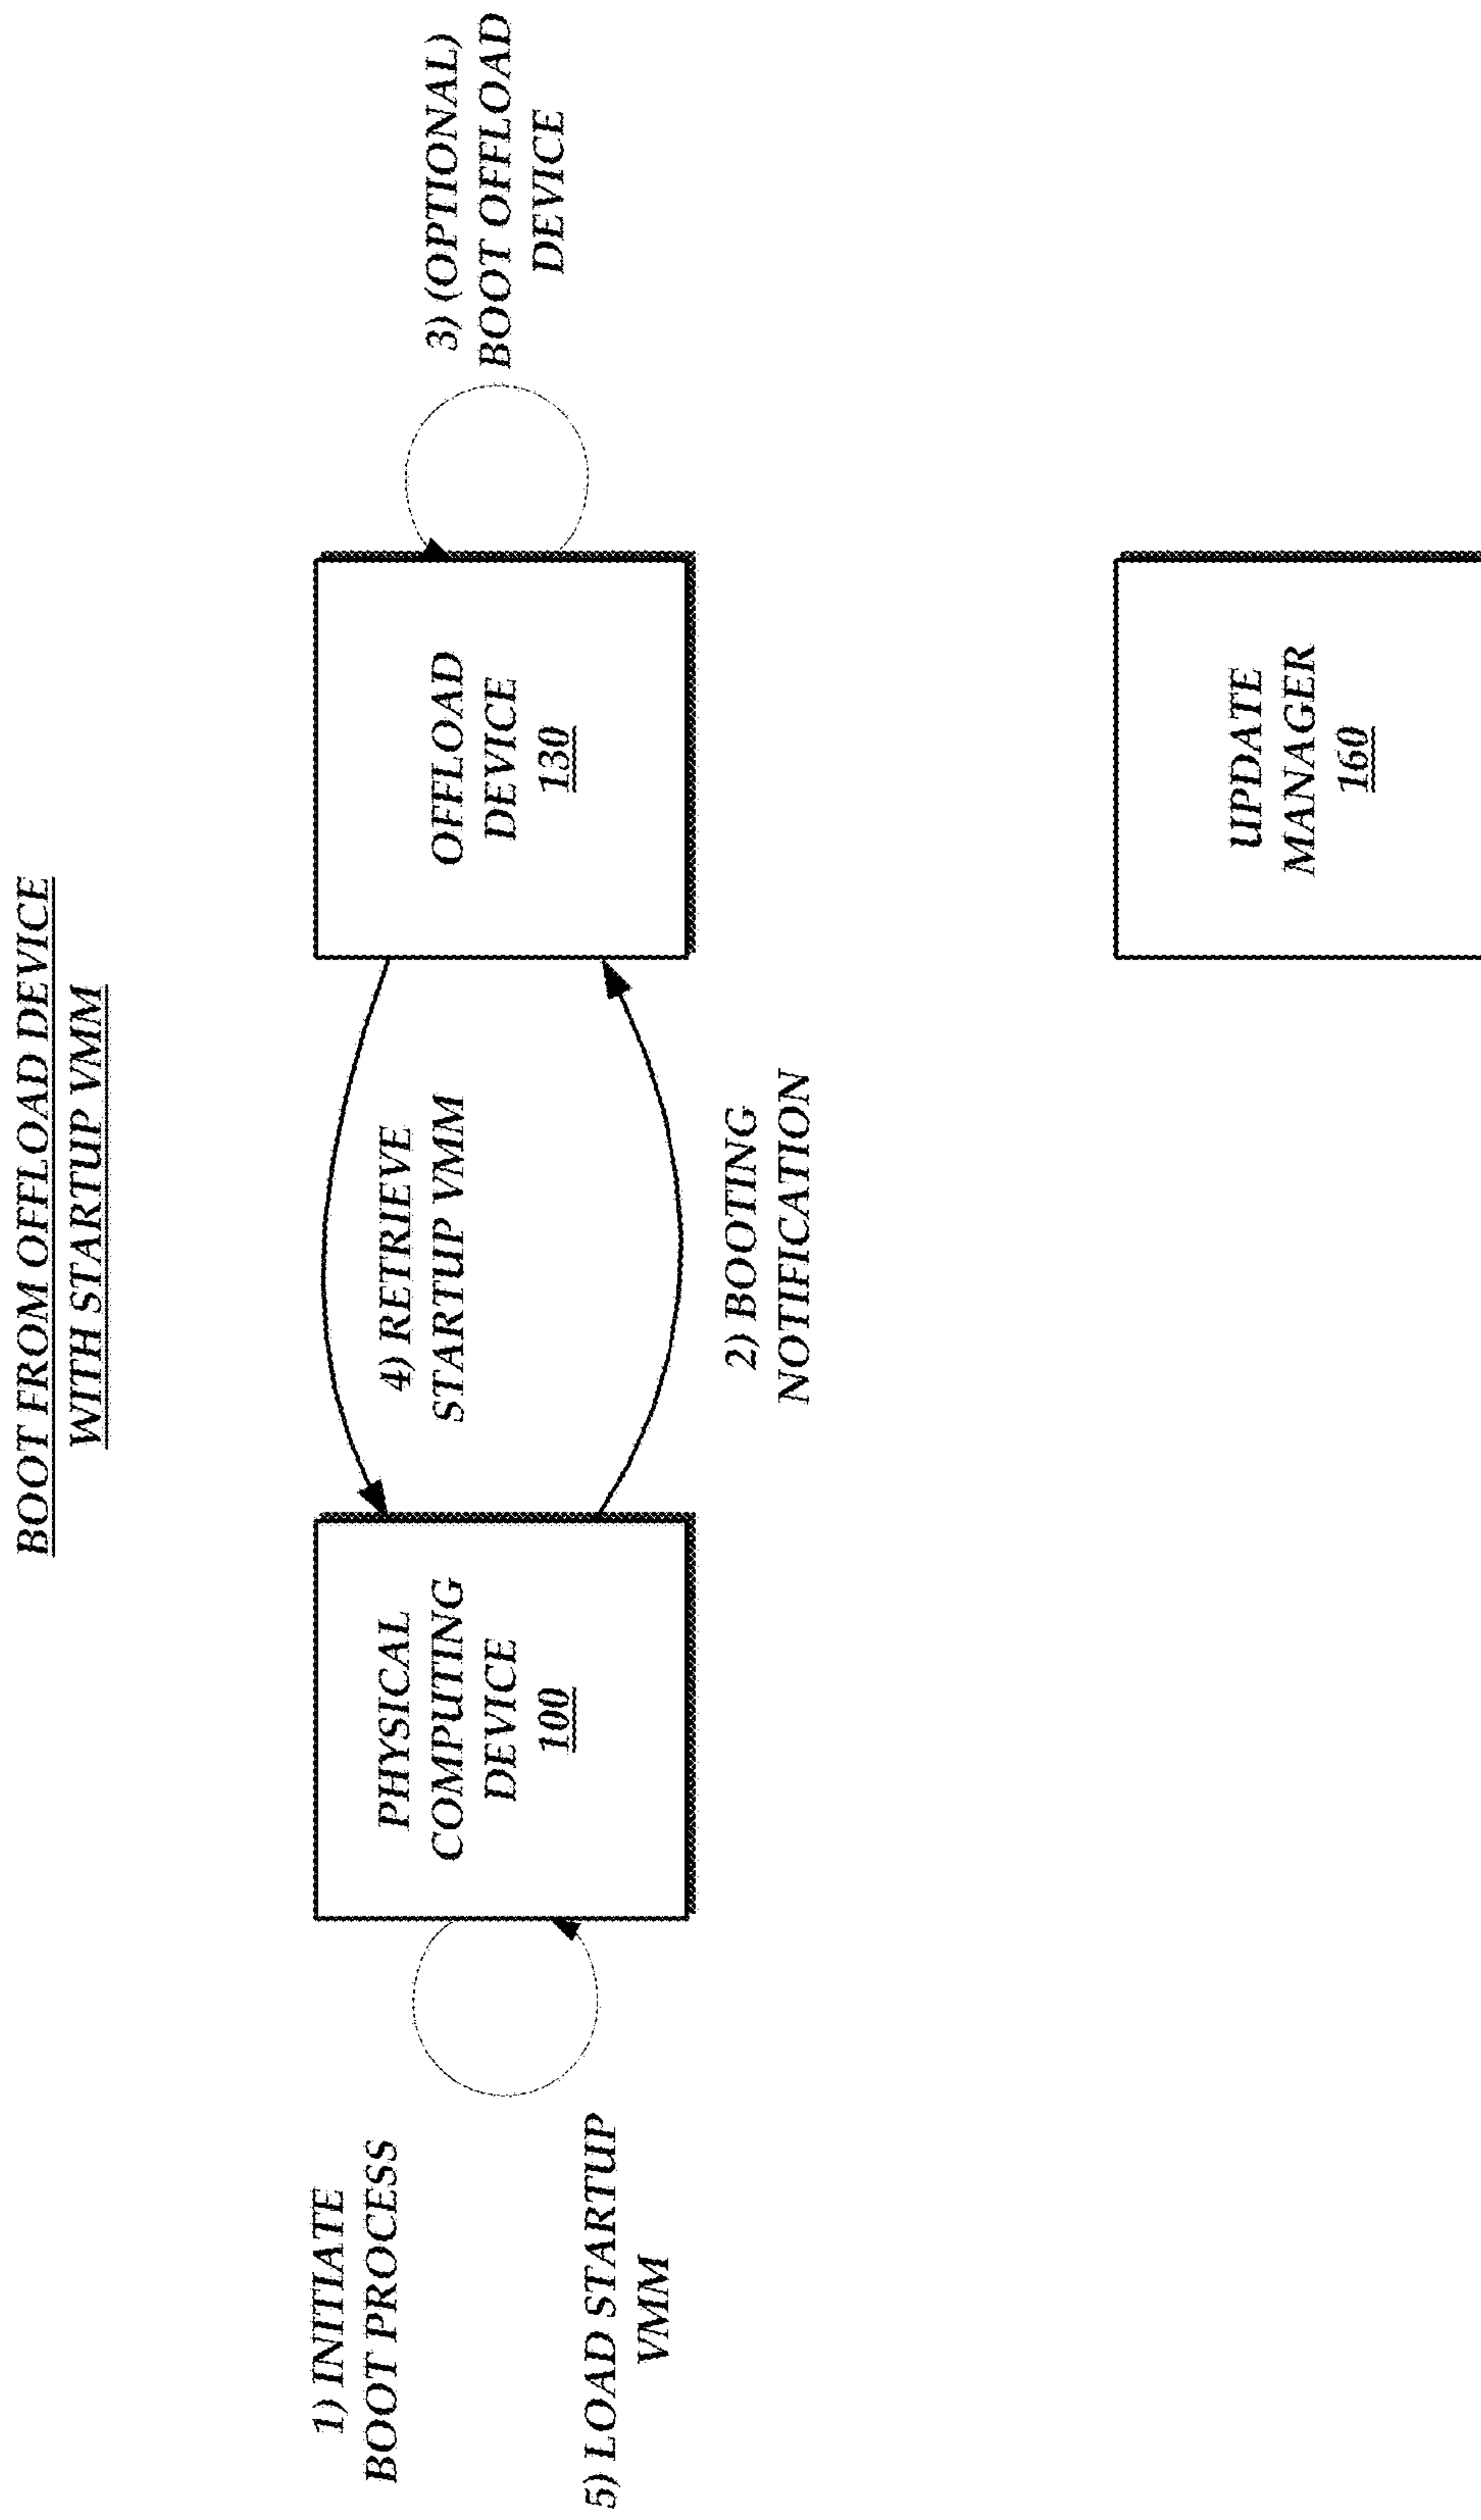 BOOT FROM OFFLOAD DEVICE
WITH STARTUP VMM
1) INITIATE
BOOT PROCESS
5) LOAD STARTUP
VMM
PHYSICAL
COMPUTING
DEVICE
100
4) RETRIEVE
STARTUP VMM
2) BOOTING
NOTIFICATION
OFFLOAD
DEVICE
130
3) (OPTIONAL)
BOOT OFFLOAD
DEVICE
UPDATE
MANAGER
160